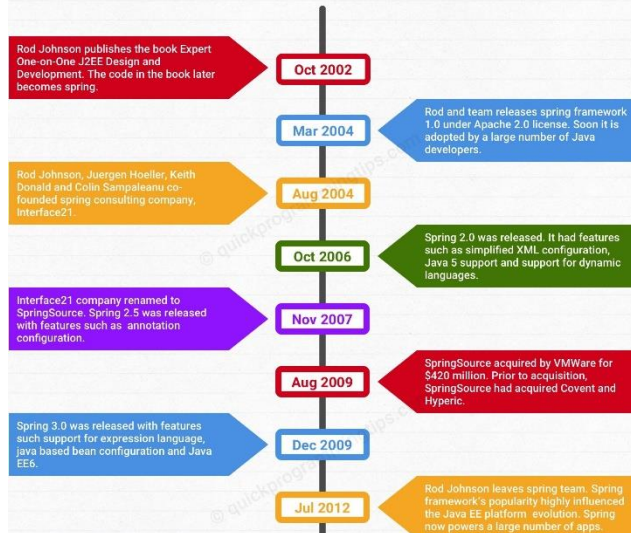 Rod Johnson publishes the book Expert
One-on-One J2EE Design and
Development. The code in the book later
becomes spring.
Oct 2002
Mar 2004
Rod and team releases spring framework
1.0 under Apache 2.0 license. Soon it is
adopted by a large number of Java
developers.
Rod Johnson, Juergen Hoeller, Keith
Donald and Colin Sampaleanu co-
founded spring consulting company,
Interface21.
Aug 2004
Oct 2006
Spring 2.0 was released. It had features
such as simplified XML configuration,
Java 5 support and support for dynamic
languages.
Interface21 company renamed to
SpringSource. Spring 2.5 was released
with features such as annotation
configuration.
Nov 2007
Aug 2009
SpringSource acquired by VMWare for
$420 million. Prior to acquisition,
SpringSource had acquired Covent and
Hyperic.
Spring 3.0 was released with features
such support for expression language,
java based bean configuration and Java
EE6.
Dec 2009
Jul 2012
Rod Johnson leaves spring team. Spring
framework's popularity highly influenced
the Java EE platform evolution. Spring
now powers a large number of apps.